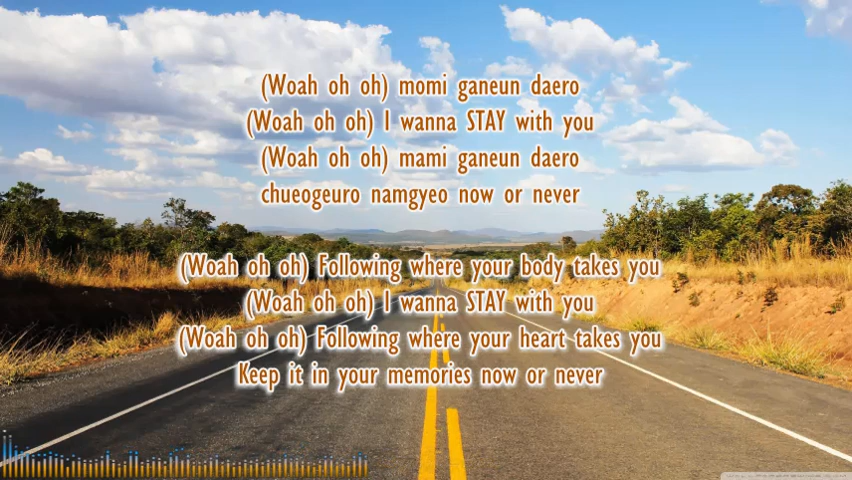 (Woah oh oh) momi ganeun daero
(Woah oh oh) I wanna STAY with you
(Woah oh oh) mami ganeun daero
chueogeuro namgyeo now or never
(Woah oh oh) Following where your body takes you
(Woah oh oh) I wanna STAY with you
(Woah oh oh) Following where your heart takes you
Keep it in your memories now or never